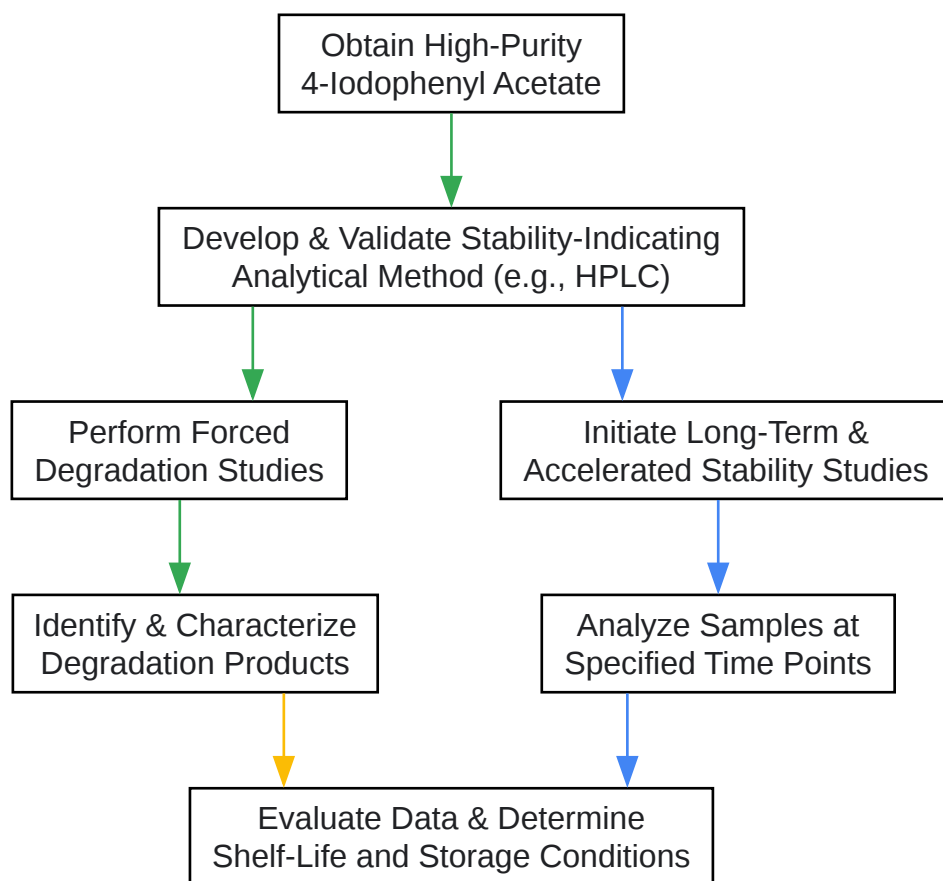 Obtain High-Purity
4-Iodophenyl Acetate
Develop & Validate Stability-Indicating
Analytical Method (e.g., HPLC)
Perform Forced
Degradation Studies
Initiate Long-Term &
Accelerated Stability Studies
Identify & Characterize
Degradation Products
Analyze Samples at
Specified Time Points
Evaluate Data & Determine
Shelf-Life and Storage Conditions